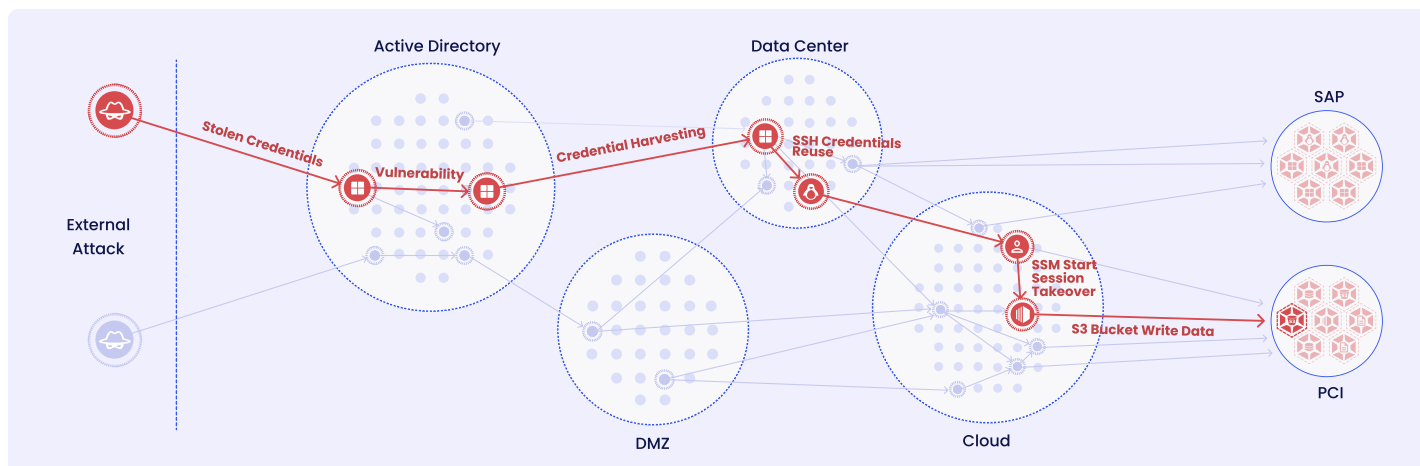 Active Directory
Data Center
SAP
Stolen Credentials
Vulnerability
Credential Harvesting
SSH Credentials
Reuse
External
Attack
SSM Start
Session
Takeover
S3 Bucket Write Data
PCI
DMZ
Cloud